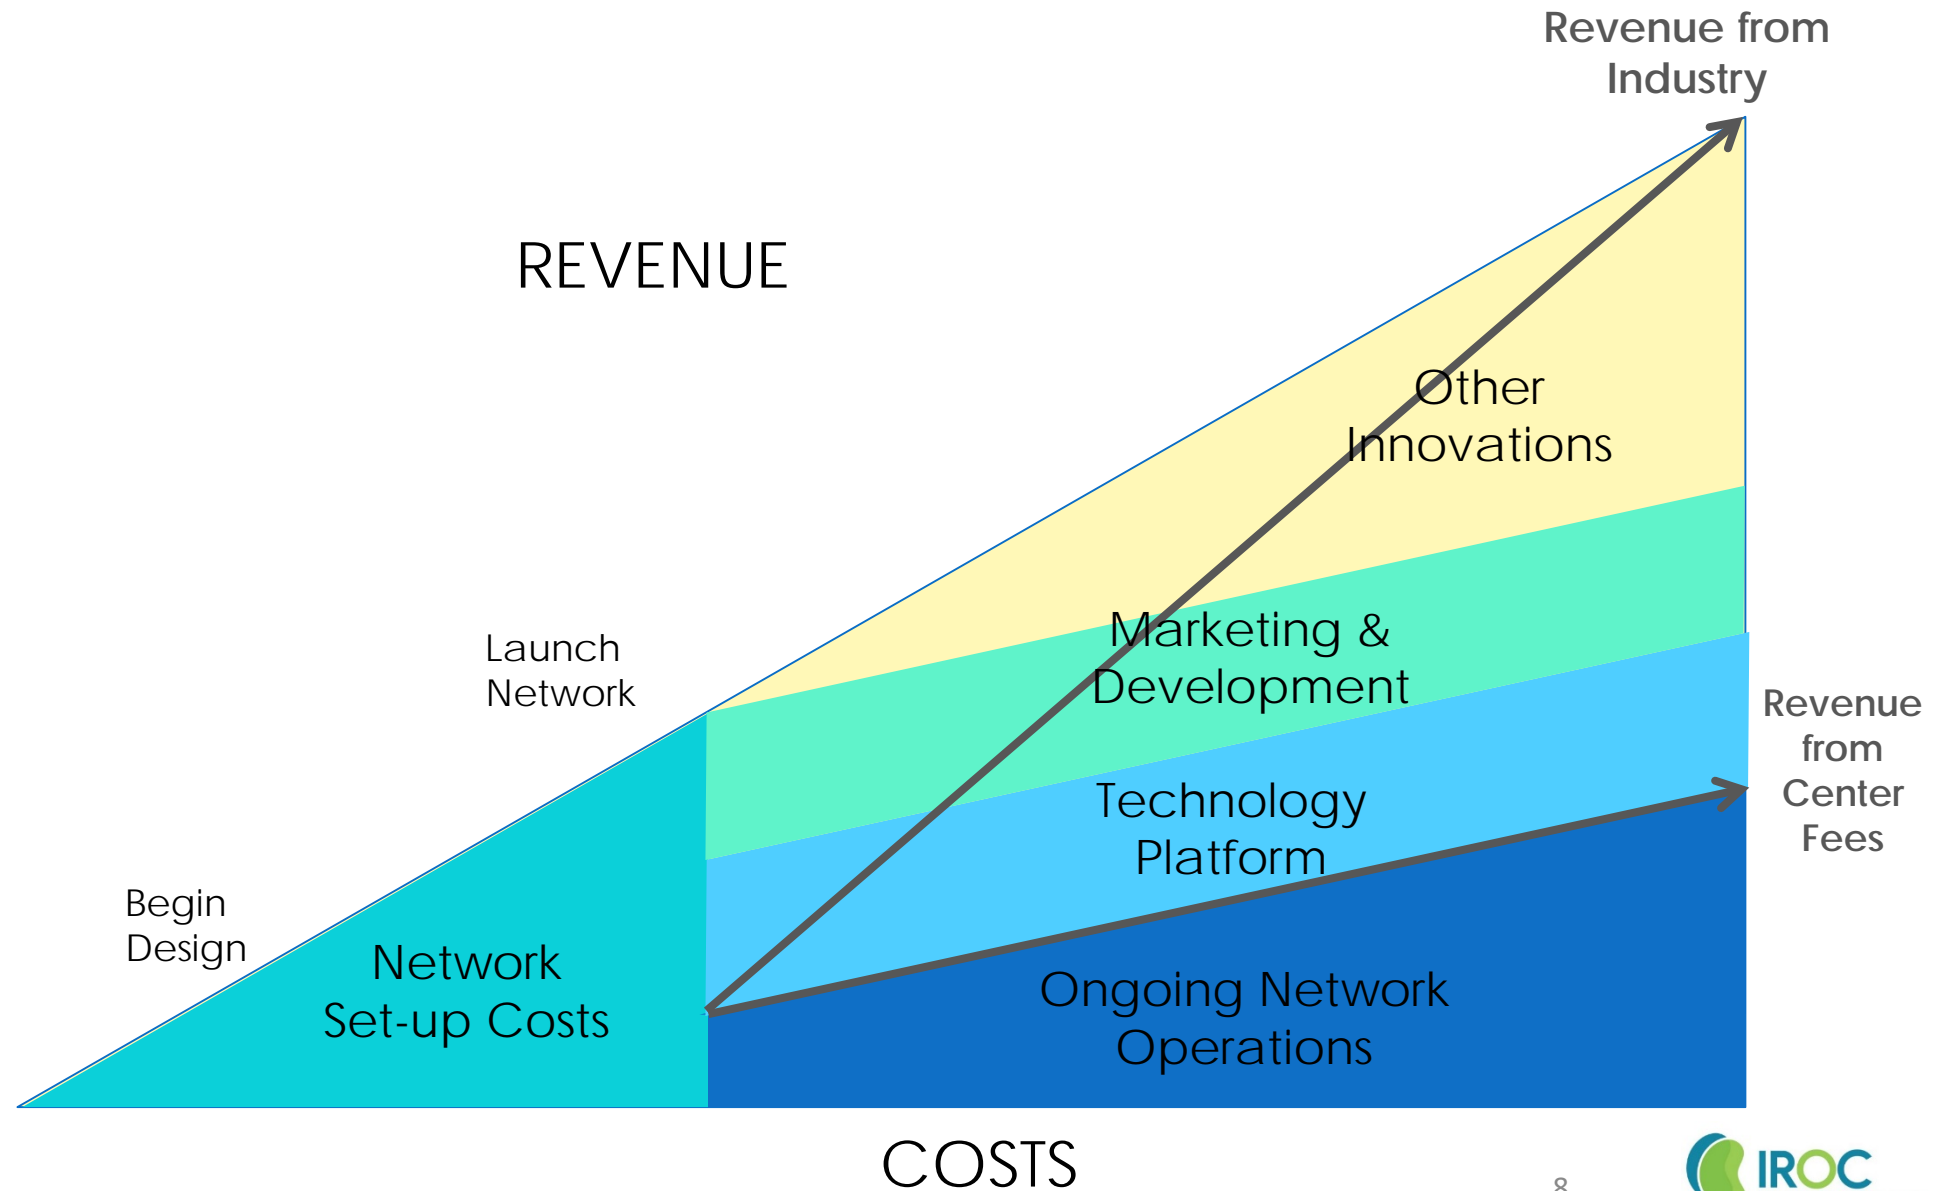 Revenue from
Industry
REVENUE
Other
Innovations
Launch
Network
Marketing &
Development
Revenue
from
Center
Fees
Technology
Platform
Begin
Design
Network
Set-up Costs
Ongoing Network
Operations
COSTS
8
IROC